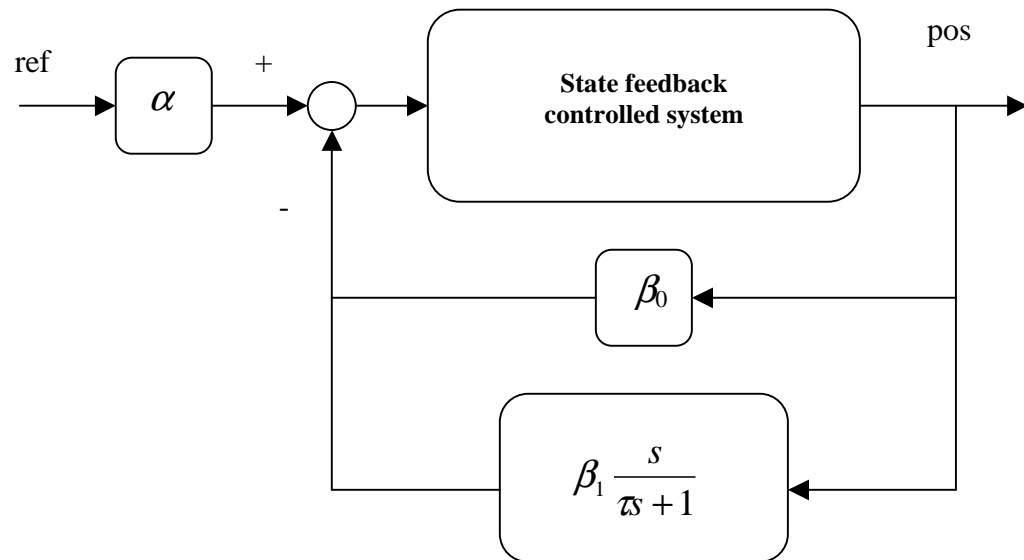 ref
α
+
-
State feedback
controlled system
pos
β₀
β₁ s/(τs + 1)